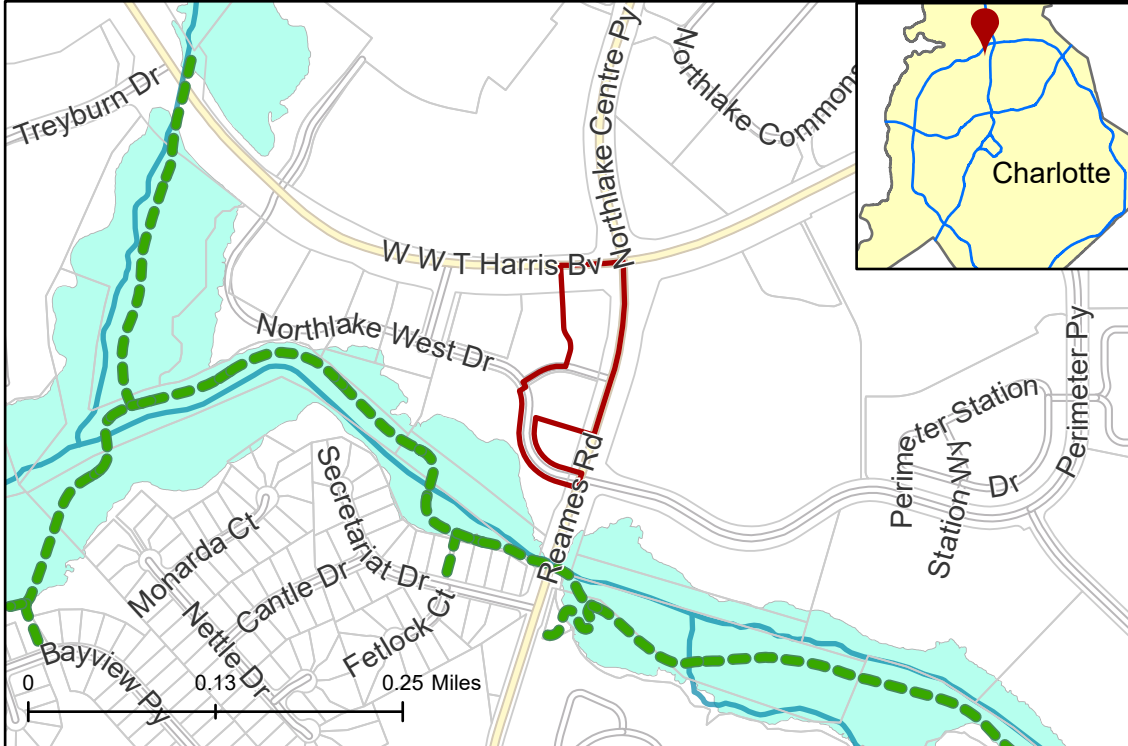 Treyburn Dr
Northlake Centre Py
Northlake Commons
Charlotte
W W T Harris Bv
Northlake West Dr
Perimeter Py
Perimeter Station
Dr
Perimeter
Station Wy
Reames Rd
Secretariat Dr
Monarda Ct
Cantle Dr
Nettle Dr
Fetlock Ct
Bayview Py
0
0.13
0.25 Miles